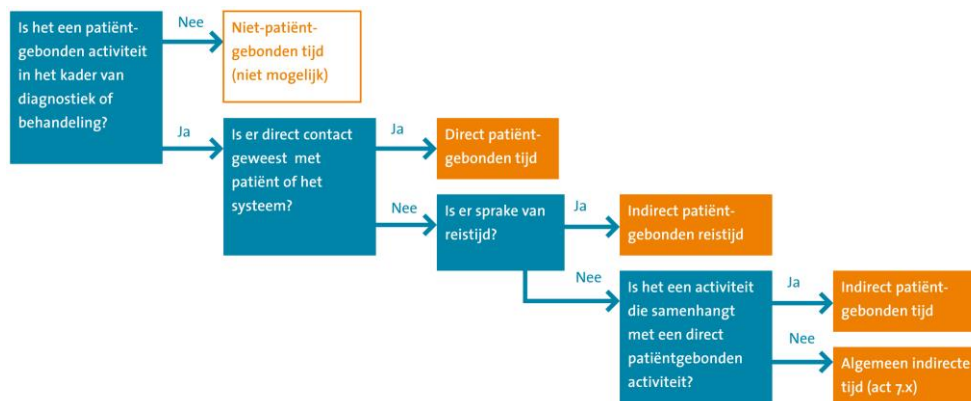 Is het een patiënt-
gebonden activiteit
in het kader van
diagnostiek of
behandeling?
Nee
Niet-patiënt-
gebonden tijd
(niet mogelijk)
Ja
Is er direct contact
geweest met
patiënt of het
systeem?
Ja
Direct patiënt-
gebonden tijd
Nee
Is er sprake van
reistijd?
Ja
Indirect patiënt-
gebonden reistijd
Nee
Is het een activiteit
die samenhangt
met een direct
patiëntgebonden
activiteit?
Ja
Indirect patiënt-
gebonden tijd
Nee
Algemeen indirecte
tijd (act 7.x)